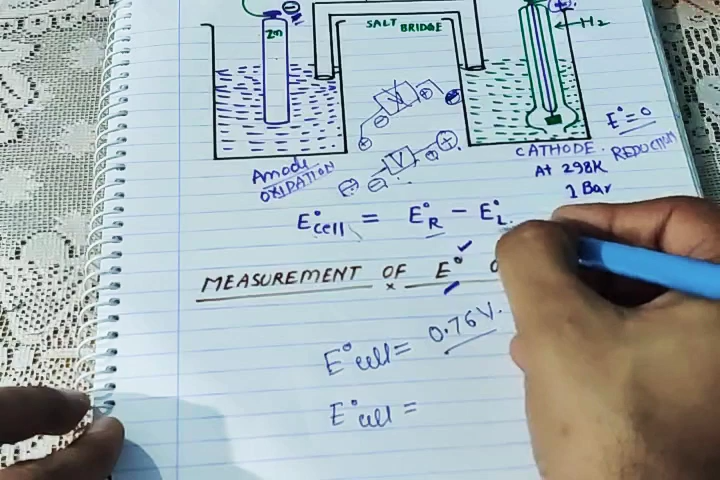 Zn
SALT BRIDGE
H₂
V
V
E°=0
Anode
OXIDATION
CATHODE
REDUCTION
At 298K
1 Bar
E°cell = E°R - E°L.
MEASUREMENT OF E°
E°cell = 0.76V.
E°cell =